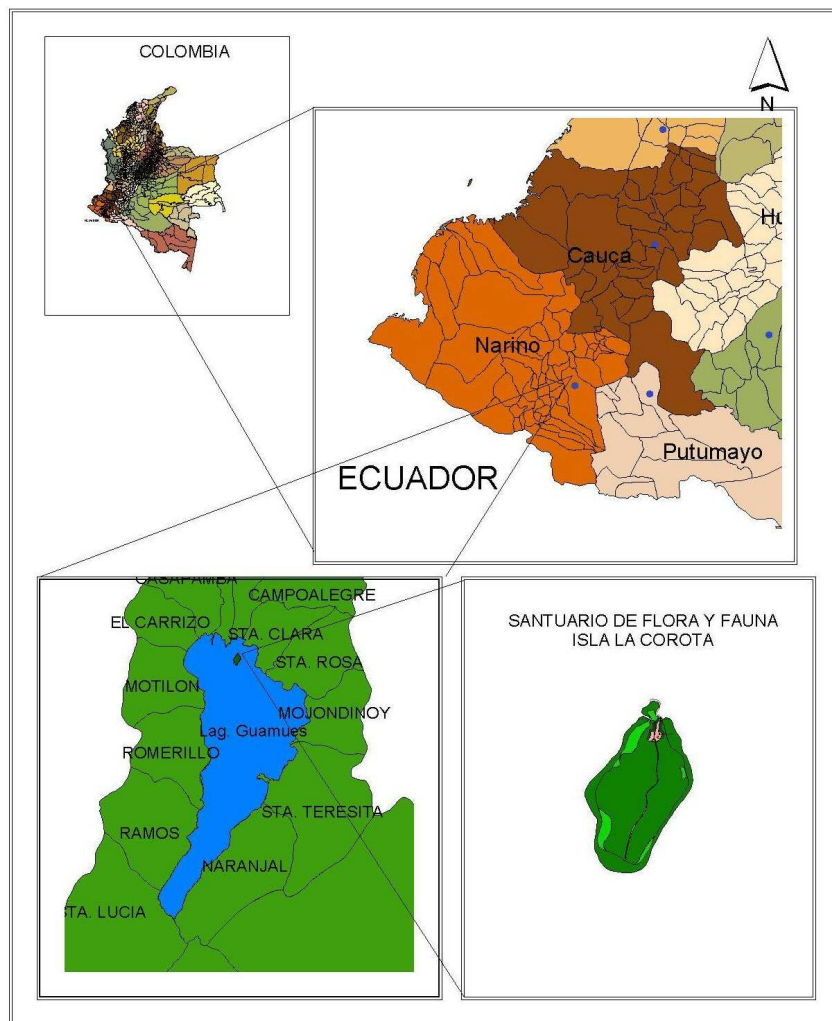 COLOMBIA
N
Hu
Cauca
Narino
Putumayo
ECUADOR
CASAPAMBA
CAMPOALEGRE
EL CARRIZO
STA. CLARA
STA. ROSA
MOTILON
MOJONDINOY
Lag. Guamues
ROMERILLO
STA. TERESITA
RAMOS
NARANJAL
STA. LUCIA
SANTUARIO DE FLORA Y FAUNA
ISLA LA COROTA